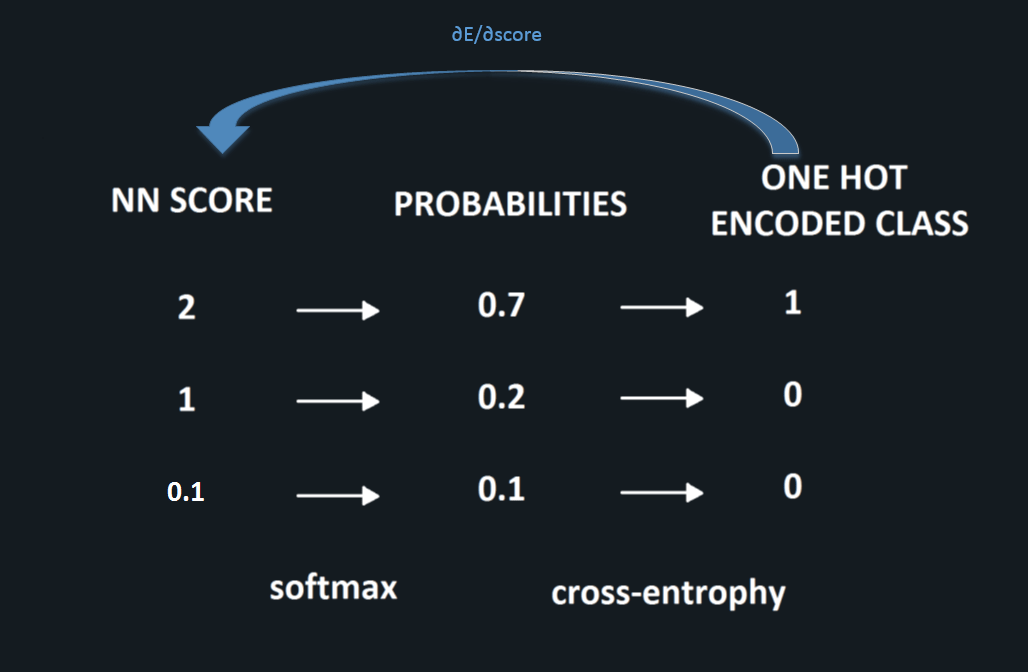 ∂E/∂score
NN SCORE
PROBABILITIES
ONE HOT
ENCODED CLASS
2
0.7
1
1
0.2
0
0.1
0.1
0
softmax
cross-entrophy